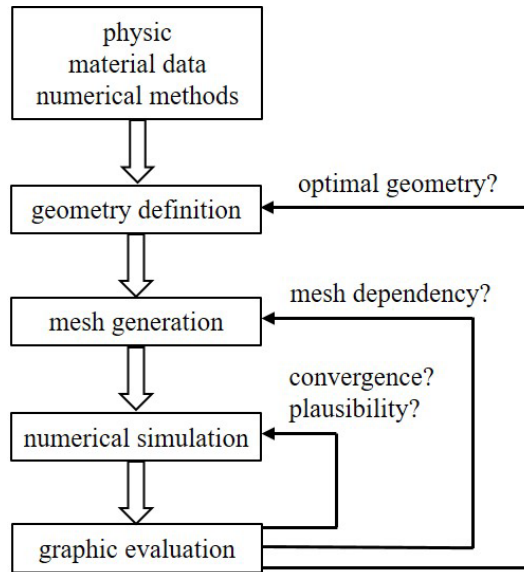 physic
material data
numerical methods
optimal geometry?
geometry definition
mesh dependency?
mesh generation
convergence?
plausibility?
numerical simulation
graphic evaluation